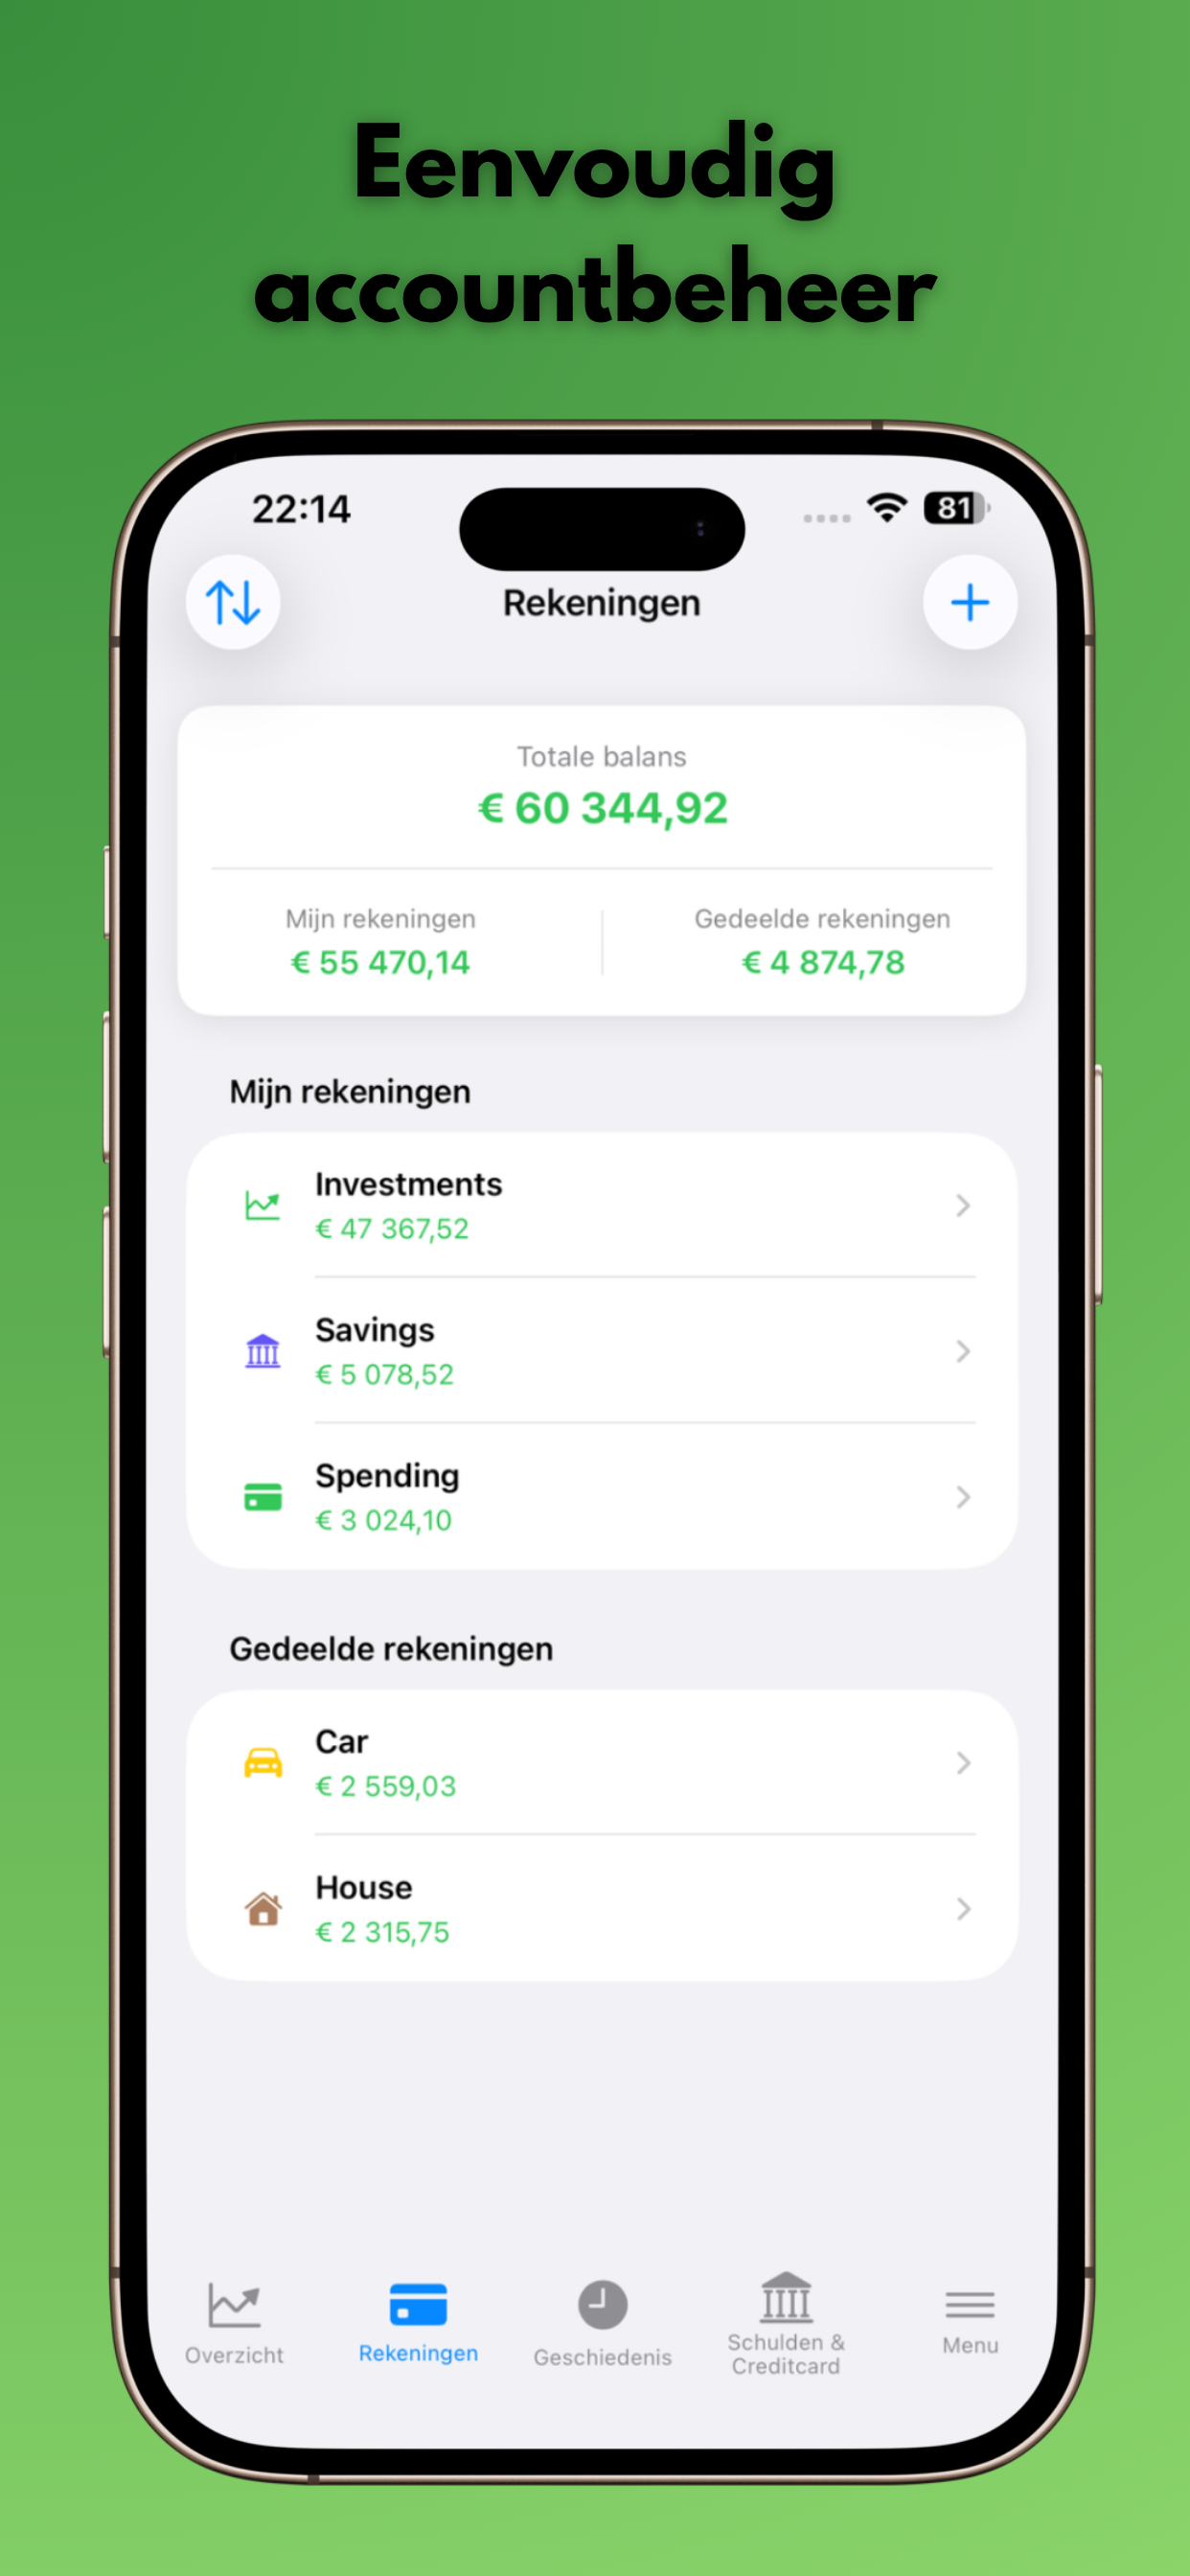 Eenvoudig
accountbeheer
22:14
81
Rekeningen
Totale balans
€ 60 344,92
Mijn rekeningen
€ 55 470,14
Gedeelde rekeningen
€ 4 874,78
Mijn rekeningen
Investments
€ 47 367,52
Savings
€ 5 078,52
Spending
€ 3 024,10
Gedeelde rekeningen
Car
€ 2 559,03
House
€ 2 315,75
Overzicht
Rekeningen
Geschiedenis
Schulden &
Creditcard
Menu